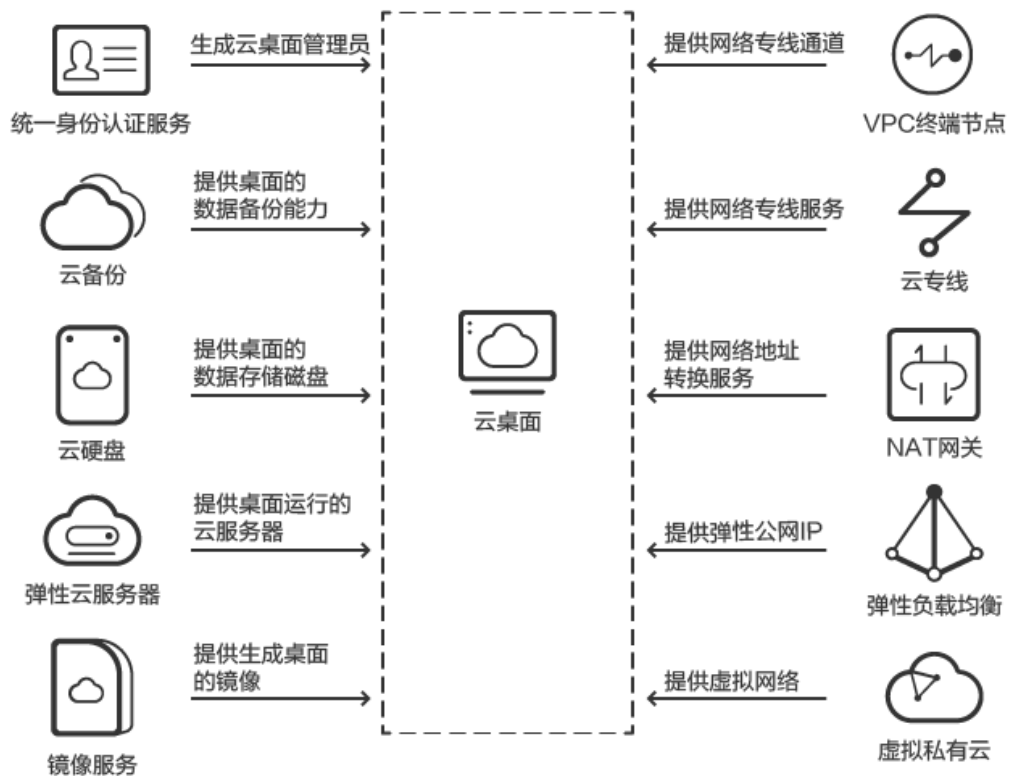 生成云桌面管理员
统一身份认证服务
提供桌面的
数据备份能力
云备份
提供桌面的
数据存储磁盘
云硬盘
提供桌面运行的
云服务器
弹性云服务器
提供生成桌面
的镜像
镜像服务
云桌面
提供网络专线通道
VPC终端节点
提供网络专线服务
云专线
提供网络地址
转换服务
NAT网关
提供弹性公网IP
弹性负载均衡
提供虚拟网络
虚拟私有云